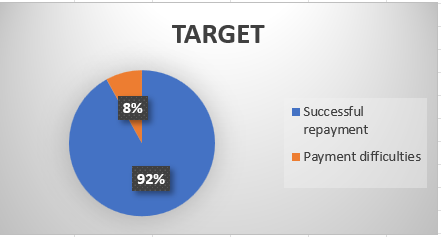 TARGET
8%
92%
Successful
repayment
Payment difficulties